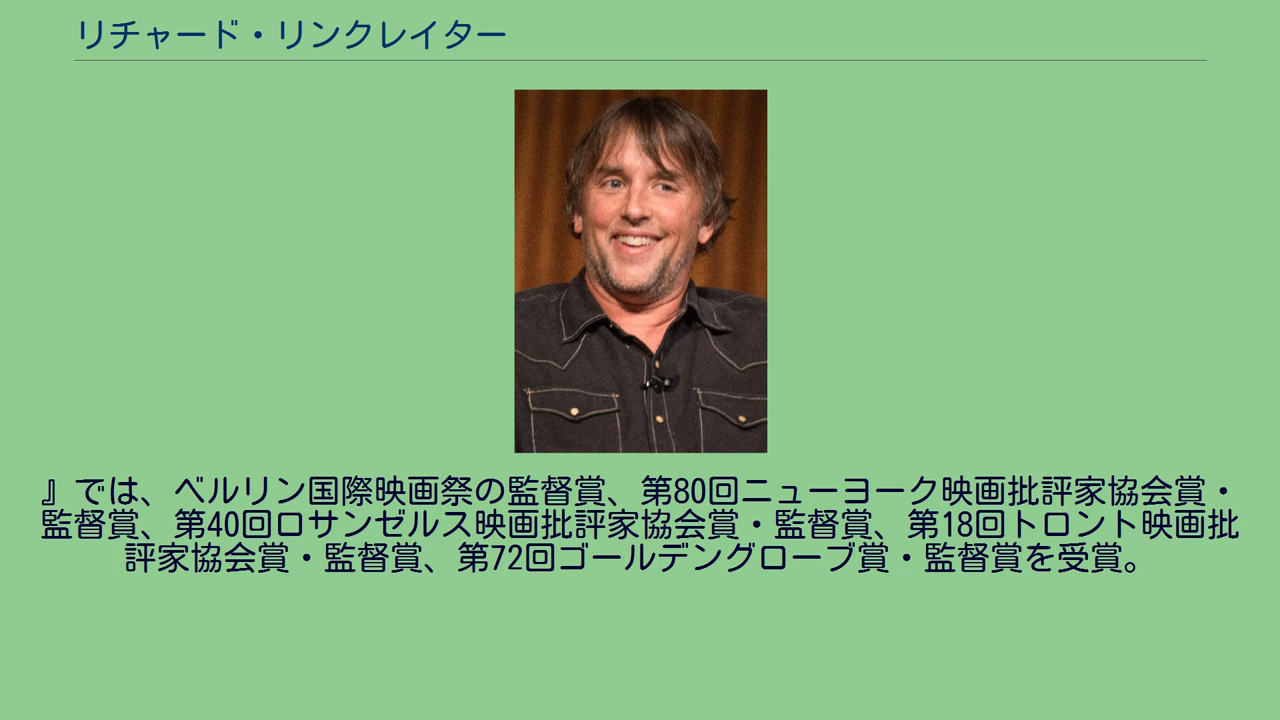 リチャード・リンクレイター
』では、ベルリン国際映画祭の監督賞、第80回ニューヨーク映画批評家協会賞・
監督賞、第40回ロサンゼルス映画批評家協会賞・監督賞、第18回トロント映画批
評家協会賞・監督賞、第72回ゴールデングローブ賞・監督賞を受賞。